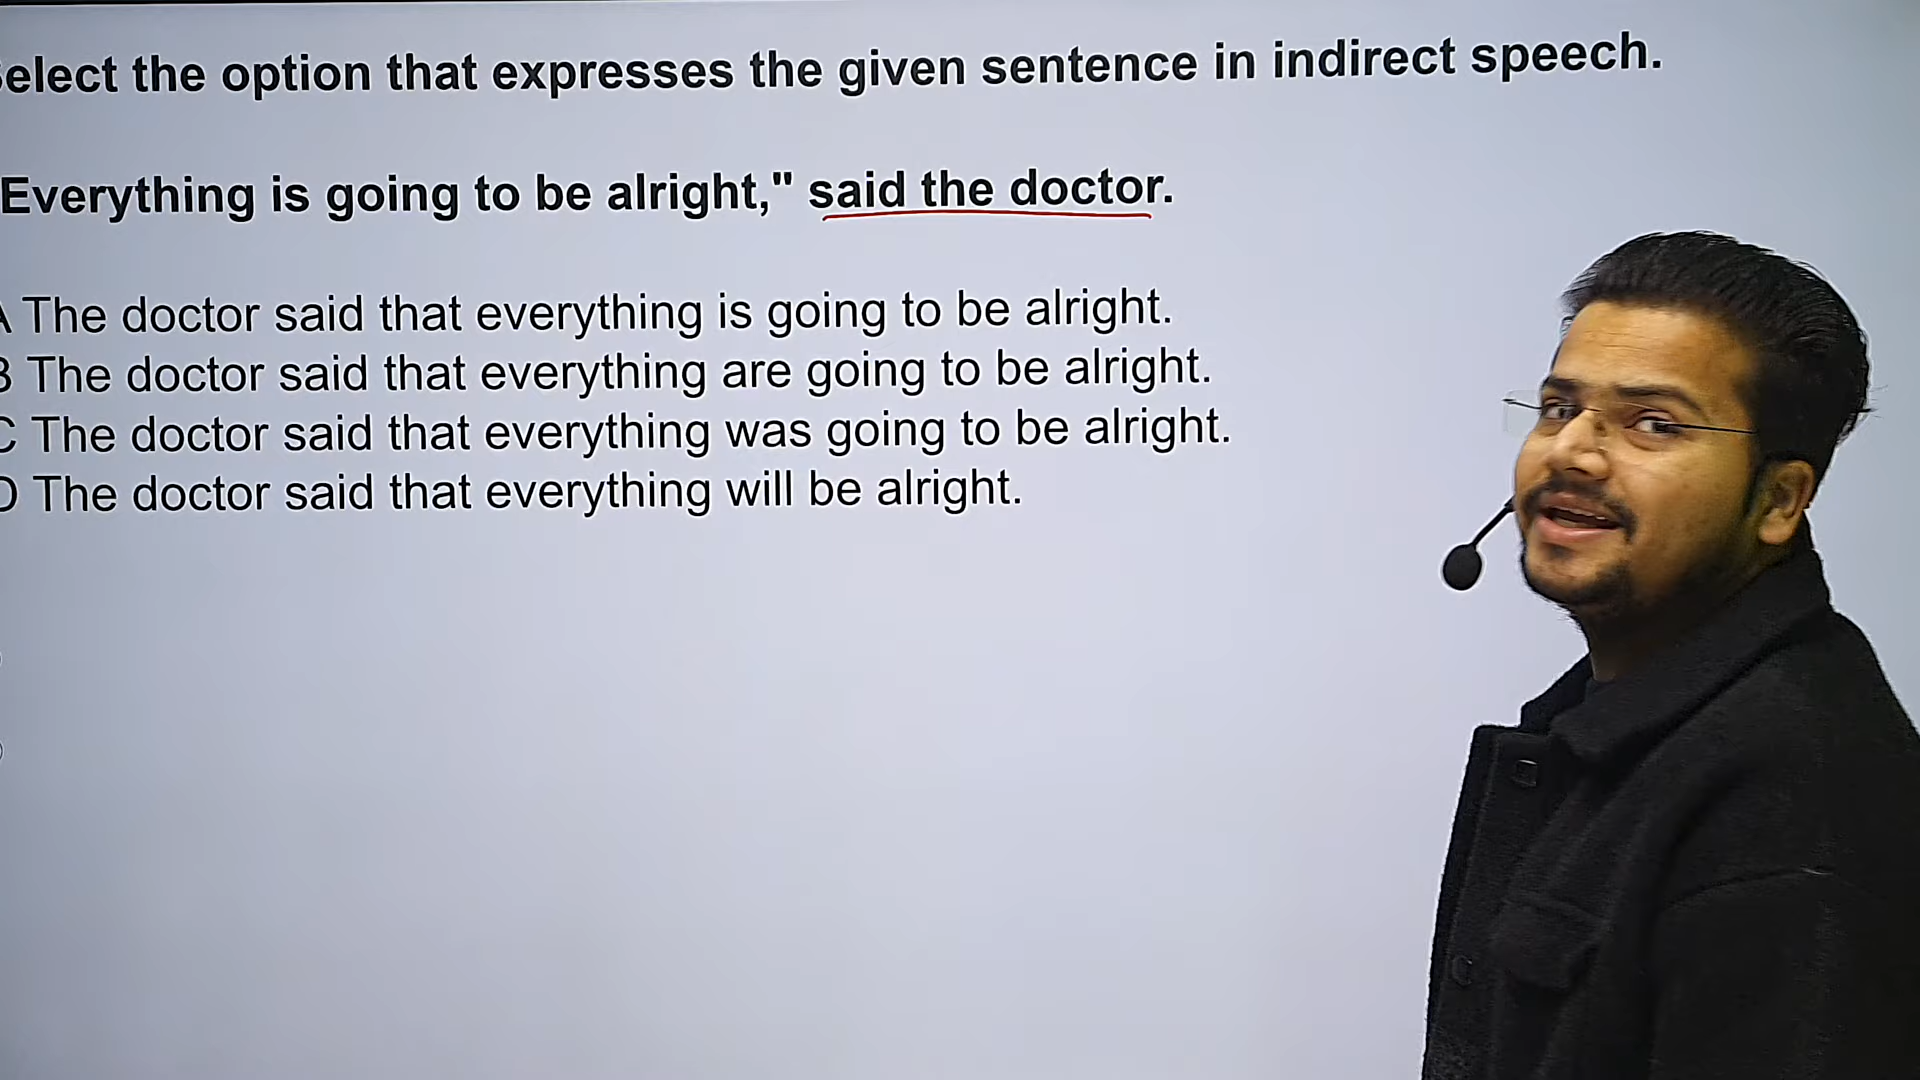 elect the option that expresses the given sentence in indirect speech.
Everything is going to be alright," said the doctor.
A The doctor said that everything is going to be alright.
B The doctor said that everything are going to be alright.
C The doctor said that everything was going to be alright.
D The doctor said that everything will be alright.